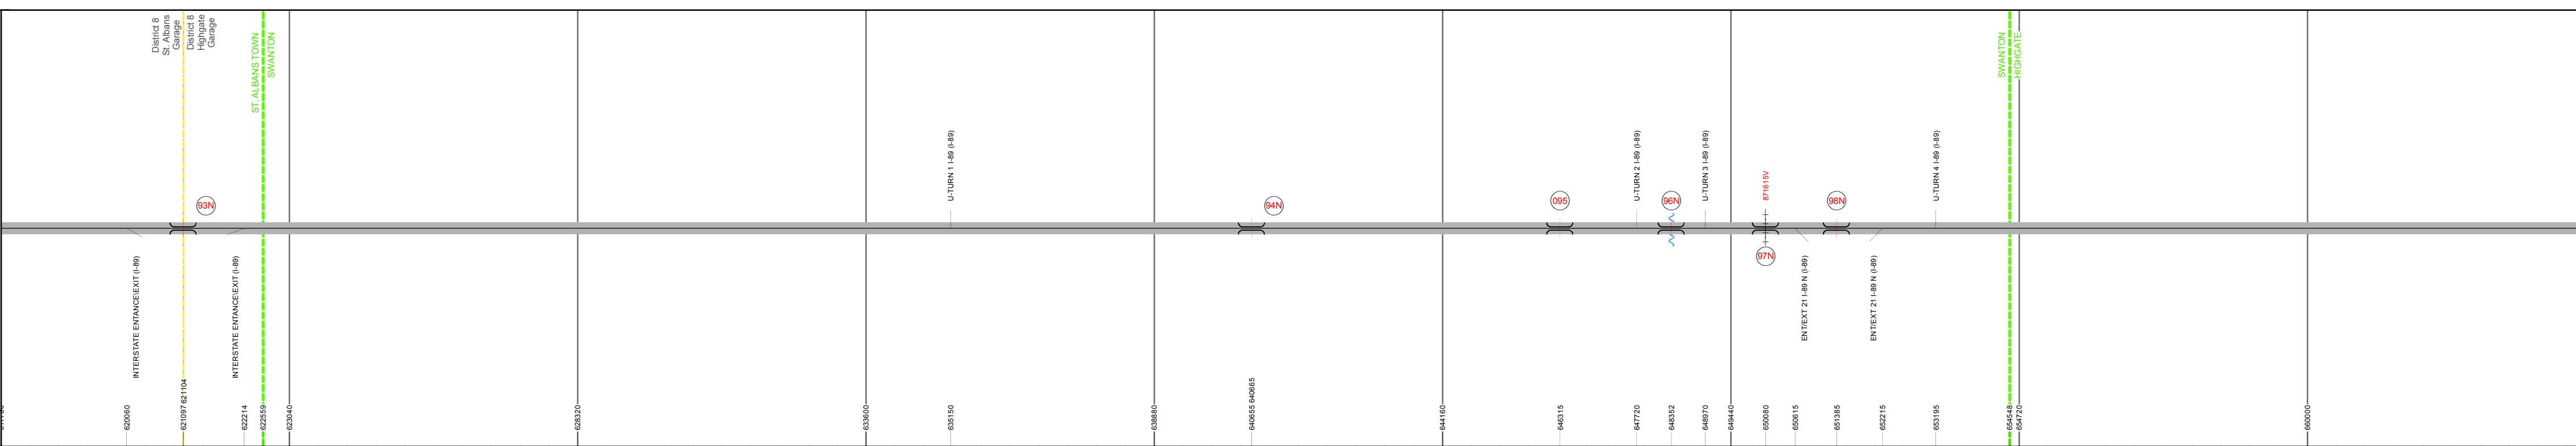 District 8
St. Albans
Garage
District 8
Highgate
Garage
ST. ALBANS TOWN
SWANTON
SWANTON
HIGHGATE
U-TURN 1 I-89 (I-89)
U-TURN 2 I-89 (I-89)
U-TURN 3 I-89 (I-89)
871615V
U-TURN 4 I-89 (I-89)
93N
94N
095
96N
98N
97N
INTERSTATE ENTANCE\EXIT (I-89)
INTERSTATE ENTANCE\EXIT (I-89)
ENT/EXT 21 I-89 N (I-89)
ENT/EXT 21 I-89 N (I-89)
620060
621097 621104
622214
622559
623040
628320
633600
635150
638880
640655 640665
644160
646315
647720
648352
648970
649440
650080
650615
651385
652215
653195
654548
654720
660000